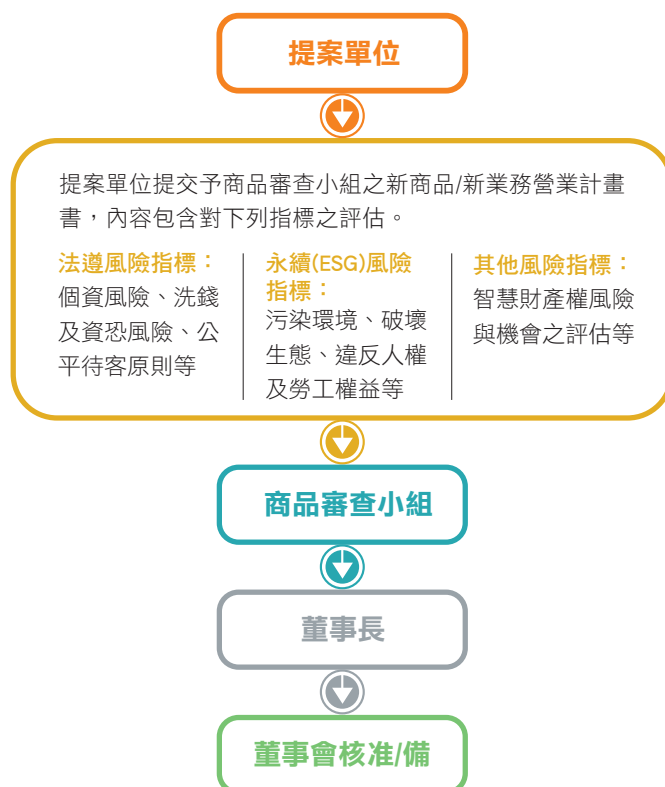 提案單位
提案單位提交予商品審查小組之新商品/新業務營業計畫
書，內容包含對下列指標之評估。
法遵風險指標：
個資風險、洗錢
及資恐風險、公
平待客原則等
永續(ESG)風險
指標：
污染環境、破壞
生態、違反人權
及勞工權益等
其他風險指標：
智慧財產權風險
與機會之評估等
商品審查小組
董事長
董事會核准/備